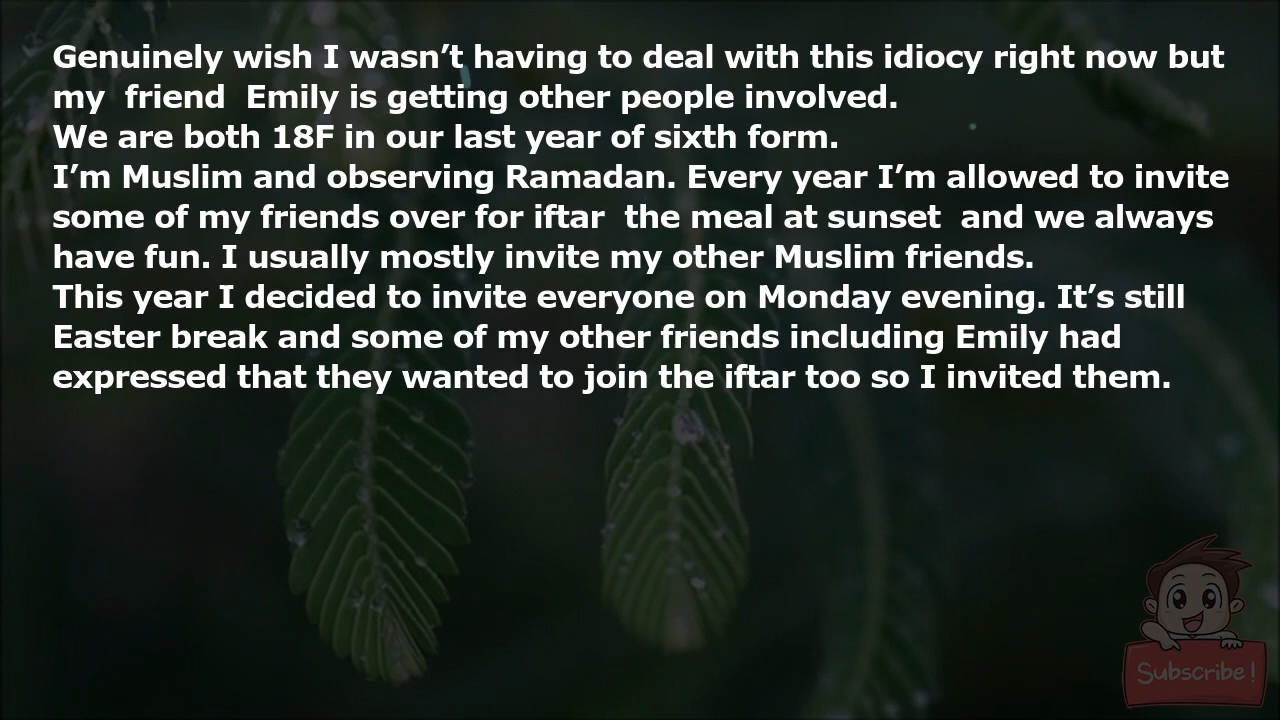 Genuinely wish I wasn’t having to deal with this idiocy right now but
my  friend  Emily is getting other people involved.
We are both 18F in our last year of sixth form.
I’m Muslim and observing Ramadan. Every year I’m allowed to invite
some of my friends over for iftar  the meal at sunset  and we always
have fun. I usually mostly invite my other Muslim friends.
This year I decided to invite everyone on Monday evening. It’s still
Easter break and some of my other friends including Emily had
expressed that they wanted to join the iftar too so I invited them.
Subscribe!